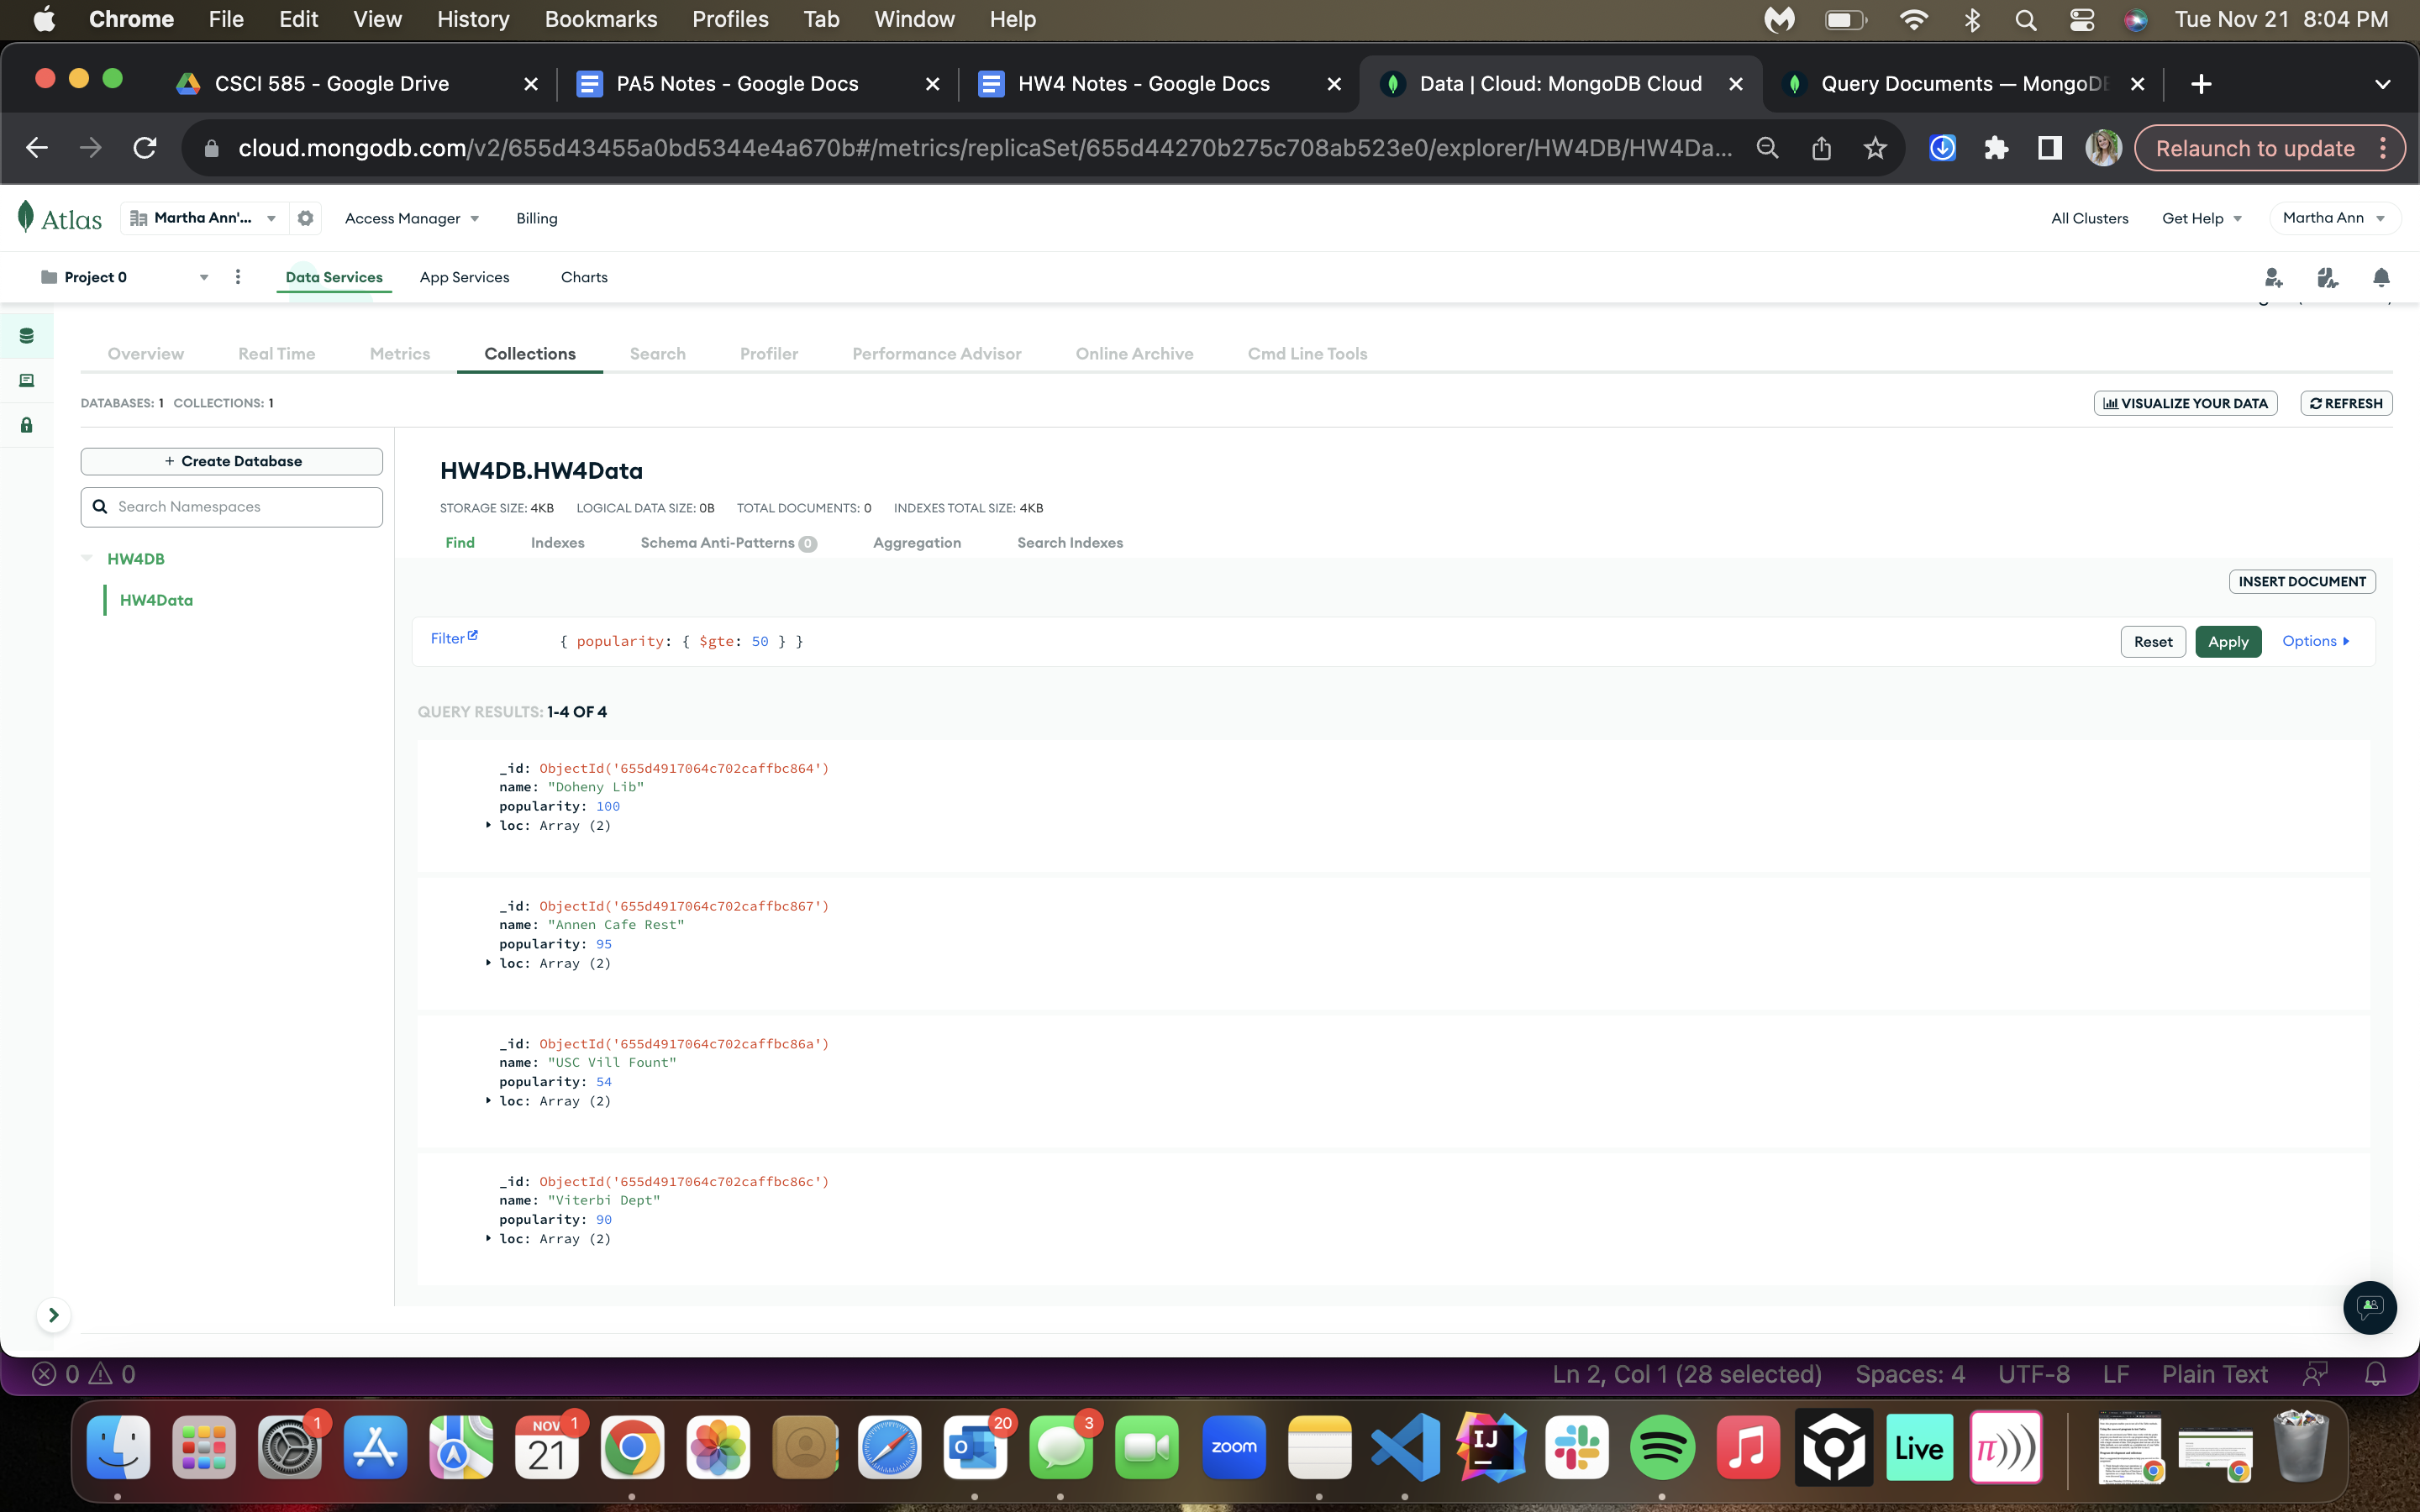 Chrome File Edit View History Bookmarks Profiles Tab Window Help Tue Nov 21 8:04 PM
CSCI 585 - Google Drive PA5 Notes - Google Docs HW4 Notes - Google Docs Data | Cloud: MongoDB Cloud Query Documents — MongoDB
cloud.mongodb.com/v2/655d43455a0bd5344e4a670b#/metrics/replicaSet/655d44270b275c708ab523e0/explorer/HW4DB/HW4Da... Relaunch to update
Atlas Martha Ann'... Access Manager Billing All Clusters Get Help Martha Ann
Project 0 Data Services App Services Charts
Overview Real Time Metrics Collections Search Profiler Performance Advisor Online Archive Cmd Line Tools
DATABASES: 1 COLLECTIONS: 1 VISUALIZE YOUR DATA REFRESH
+ Create Database
Search Namespaces
HW4DB
HW4Data
HW4DB.HW4Data
STORAGE SIZE: 4KB LOGICAL DATA SIZE: 0B TOTAL DOCUMENTS: 0 INDEXES TOTAL SIZE: 4KB
Find Indexes Schema Anti-Patterns 0 Aggregation Search Indexes
INSERT DOCUMENT
Filter { popularity: { $gte: 50 } } Reset Apply Options
QUERY RESULTS: 1-4 OF 4
_id: ObjectId('655d4917064c702caffbc864')
name: "Doheny Lib"
popularity: 100
loc: Array (2)
_id: ObjectId('655d4917064c702caffbc867')
name: "Annen Cafe Rest"
popularity: 95
loc: Array (2)
_id: ObjectId('655d4917064c702caffbc86a')
name: "USC Vill Fount"
popularity: 54
loc: Array (2)
_id: ObjectId('655d4917064c702caffbc86c')
name: "Viterbi Dept"
popularity: 90
loc: Array (2)
0 0 Ln 2, Col 1 (28 selected) Spaces: 4 UTF-8 LF Plain Text
1 NOV 21 1 20 O 3 zoom IJ Live π)))